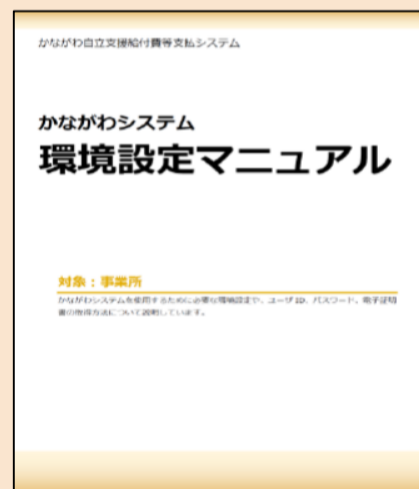 かながわ自立支援給付費等支払システム
かながわシステム
環境設定マニュアル
対象：事業所
かながわシステムを使用するために必要な環境設定や、ユーザ ID、パスワード、電子証明
書の取得方法について説明しています。